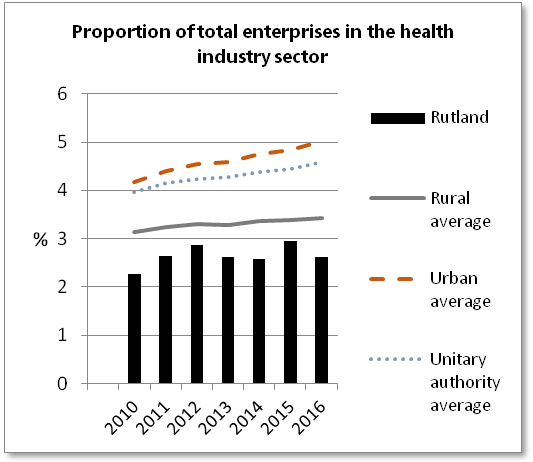 Proportion of total enterprises in the health
industry sector
6
5
4
3
2
1
0
%
2010
2011
2012
2013
2014
2015
2016
Rutland
Rural
average
Urban
average
Unitary
authority
average